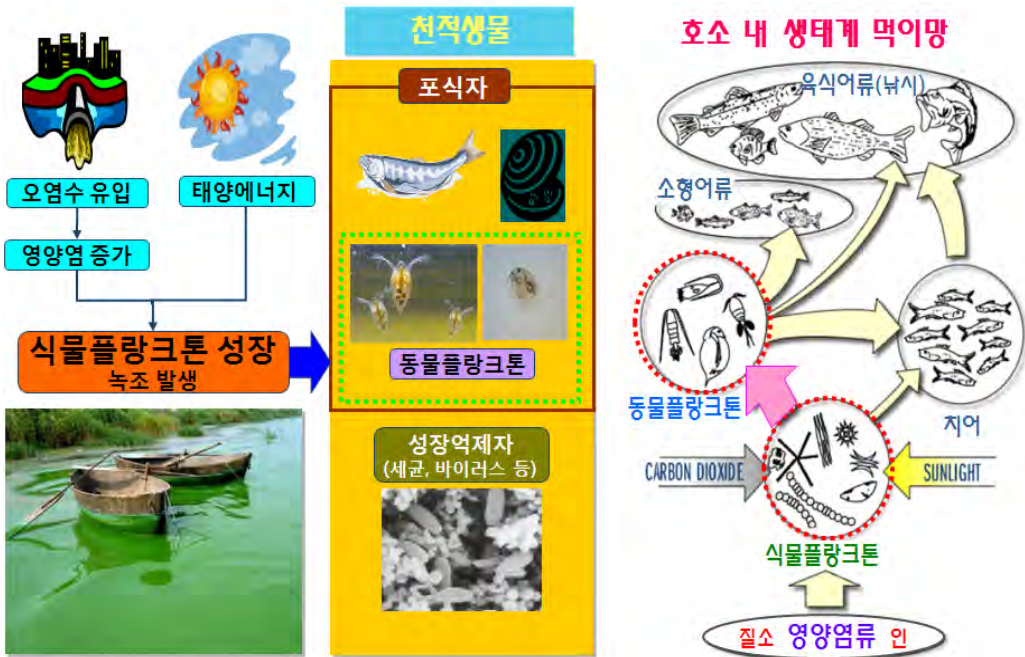 천적생물
호소 내 생태계 먹이망
포식자
육식어류(낚시)
오염수 유입
태양에너지
소형어류
영양염 증가
식물플랑크톤 성장
녹조 발생
동물플랑크톤
동물플랑크톤
치어
성장억제자
(세균, 바이러스 등)
CARBON DIOXIDE
SUNLIGHT
식물플랑크톤
질소 영양염류 인